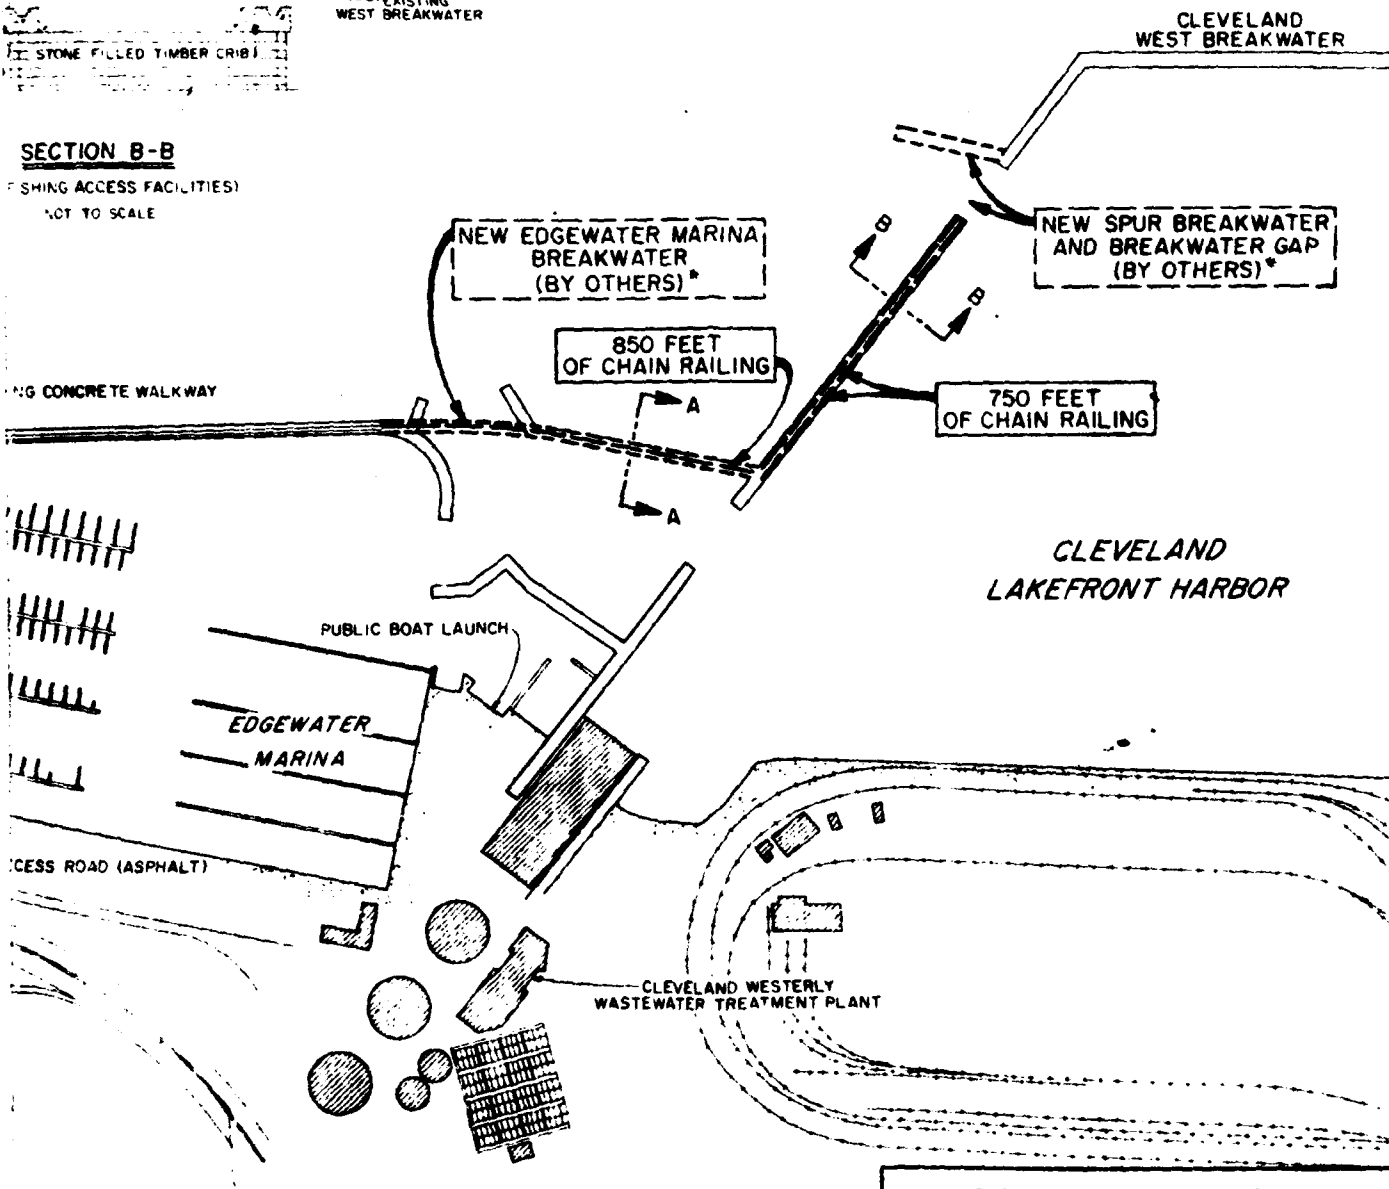 EXISTING
WEST BREAKWATER
STONE FILLED TIMBER CRIB
SECTION B-B
FISHING ACCESS FACILITIES)
NOT TO SCALE
CLEVELAND
WEST BREAKWATER
NEW EDGEWATER MARINA
BREAKWATER
(BY OTHERS)*
B
B
NEW SPUR BREAKWATER
AND BREAKWATER GAP
(BY OTHERS)*
850 FEET
OF CHAIN RAILING
750 FEET
OF CHAIN RAILING
NG CONCRETE WALKWAY
A
A
CLEVELAND
LAKEFRONT HARBOR
PUBLIC BOAT LAUNCH
EDGEWATER
MARINA
CCESS ROAD (ASPHALT)
CLEVELAND WESTERLY
WASTEWATER TREATMENT PLANT